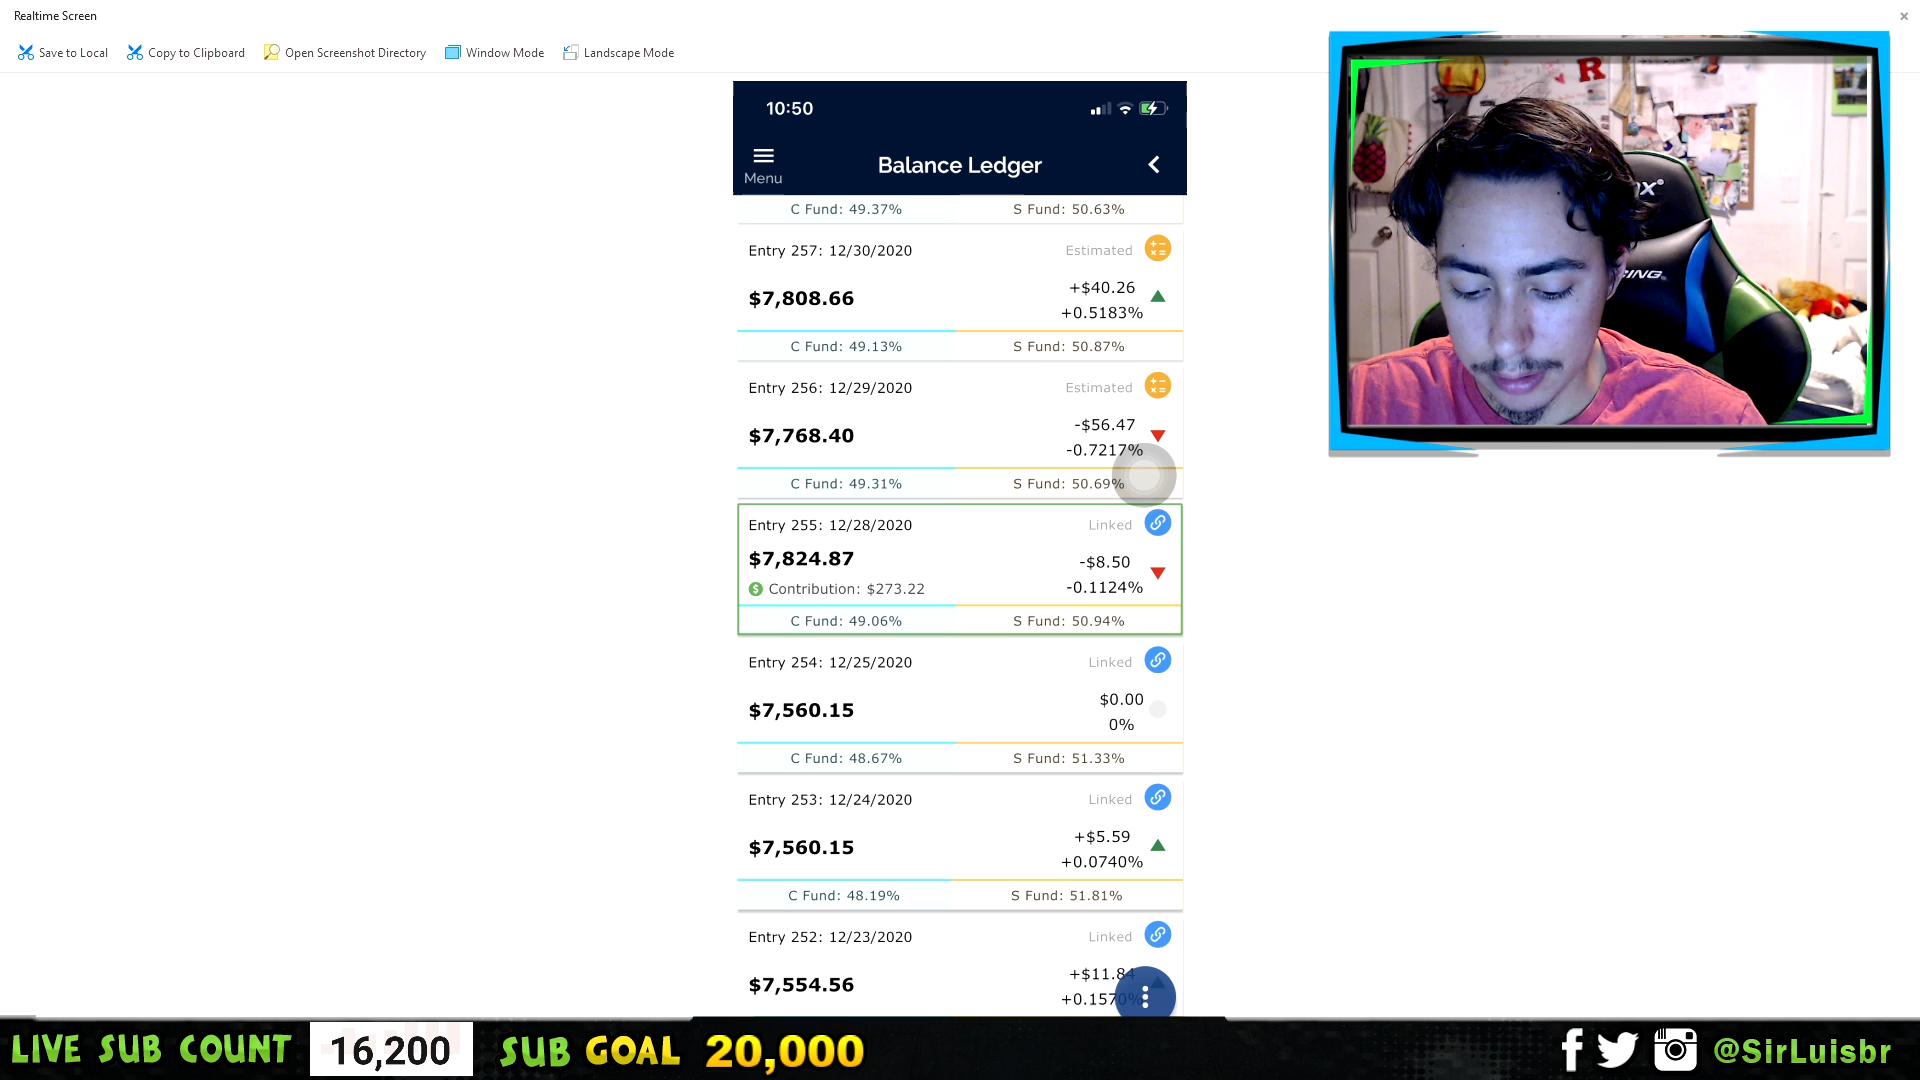 Realtime Screen
Save to Local
Copy to Clipboard
Open Screenshot Directory
Window Mode
Landscape Mode
10:50
Menu
Balance Ledger
C Fund: 49.37%
S Fund: 50.63%
Entry 257: 12/30/2020
Estimated
$7,808.66
+$40.26
+0.5183%
C Fund: 49.13%
S Fund: 50.87%
Entry 256: 12/29/2020
Estimated
$7,768.40
-$56.47
-0.7217%
C Fund: 49.31%
S Fund: 50.69%
Entry 255: 12/28/2020
Linked
$7,824.87
-$8.50
Contribution: $273.22
-0.1124%
C Fund: 49.06%
S Fund: 50.94%
Entry 254: 12/25/2020
Linked
$7,560.15
$0.00
0%
C Fund: 48.67%
S Fund: 51.33%
Entry 253: 12/24/2020
Linked
$7,560.15
+$5.59
+0.0740%
C Fund: 48.19%
S Fund: 51.81%
Entry 252: 12/23/2020
Linked
$7,554.56
+$11.84
+0.1570%
R
LIVE SUB COUNT
16,200
SUB GOAL 20,000
@SirLuisbr